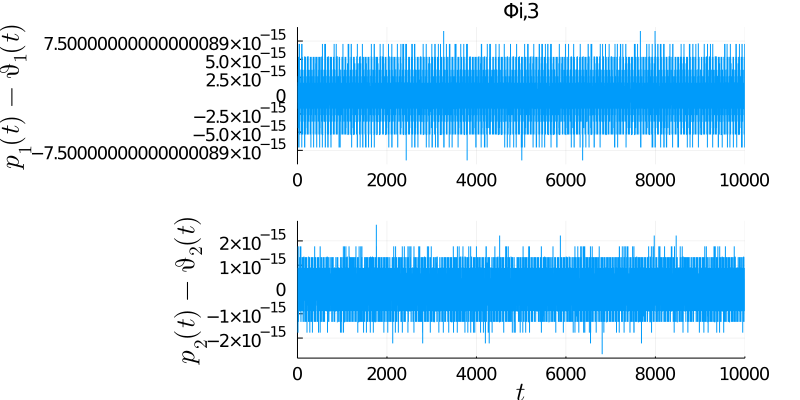 Φi,3
p₁(t) − ϑ₁(t)
7.500000000000000089×10⁻¹⁵
5.0×10⁻¹⁵
2.5×10⁻¹⁵
0
−2.5×10⁻¹⁵
−5.0×10⁻¹⁵
−7.500000000000000089×10⁻¹⁵
0 2000 4000 6000 8000 10000
p₂(t) − ϑ₂(t)
2×10⁻¹⁵
1×10⁻¹⁵
0
−1×10⁻¹⁵
−2×10⁻¹⁵
0 2000 4000 6000 8000 10000
t